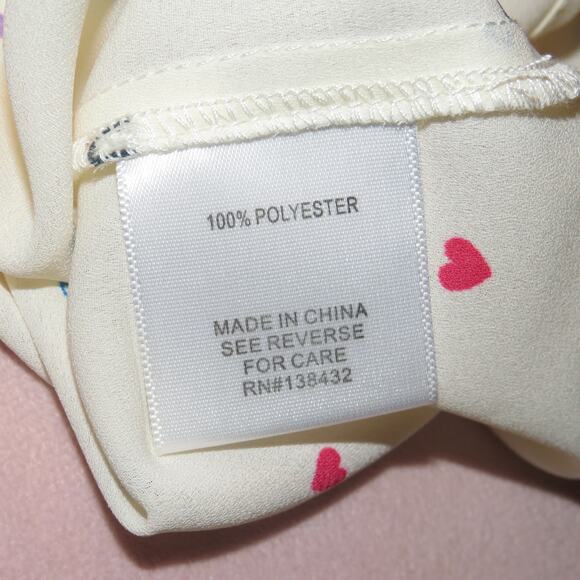 100% POLYESTER
MADE IN CHINA
SEE REVERSE
FOR CARE
RN#138432